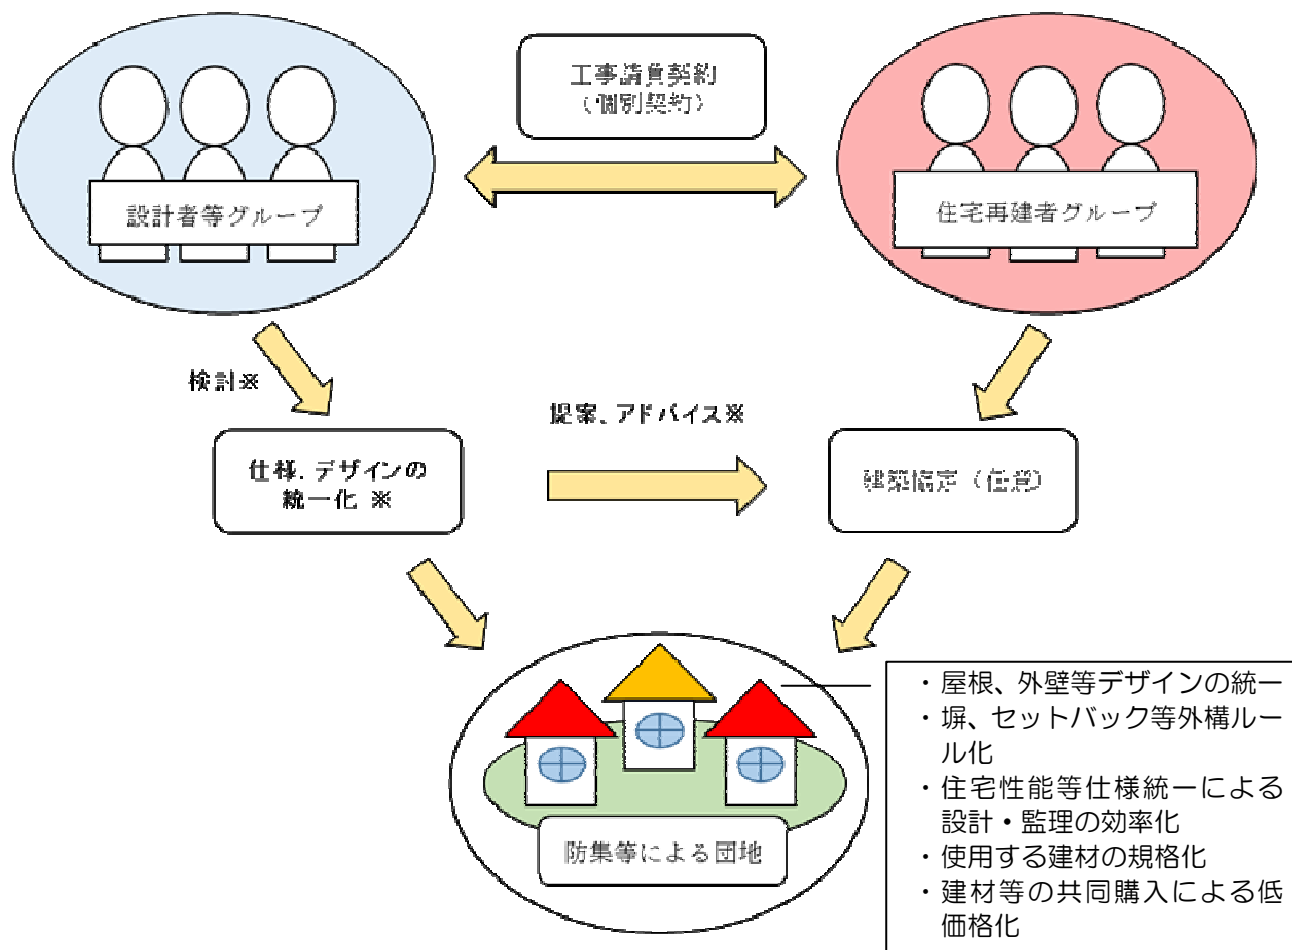 工事請負契約
（個別契約）
設計者等グループ
住宅再建者グループ
検討※
提案、アドバイス※
仕様、デザインの
統一化 ※
建築協定（任意）
防集等による団地
・屋根、外壁等デザインの統一
・塀、セットバック等外構ルー
ル化
・住宅性能等仕様統一による
設計・監理の効率化
・使用する建材の規格化
・建材等の共同購入による低
価格化